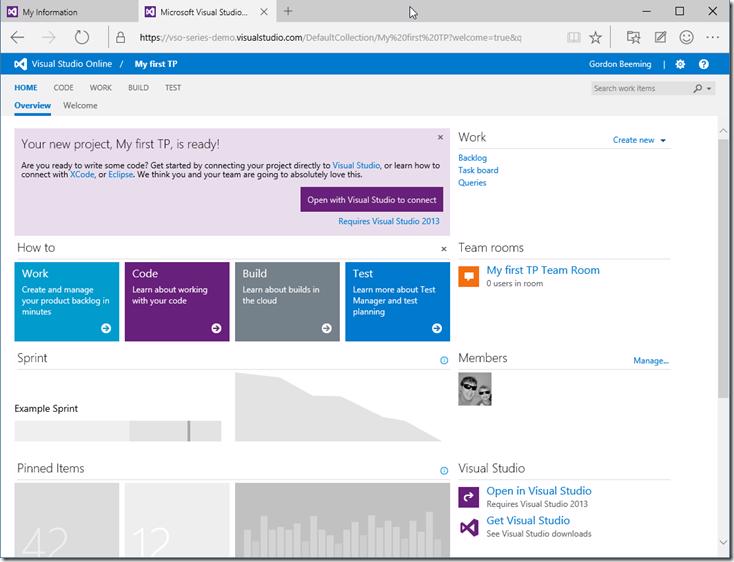 My Information
Microsoft Visual Studio...
https://vso-series-demo.visualstudio.com/DefaultCollection/My%20first%20TP?welcome=true&q
Visual Studio Online / My first TP
Gordon Beeming
HOME CODE WORK BUILD TEST
Search work items
Overview Welcome
Your new project, My first TP, is ready!
Are you ready to write some code? Get started by connecting your project directly to Visual Studio, or learn how to
connect with XCode, or Eclipse. We think you and your team are going to absolutely love this.
Open with Visual Studio to connect
Requires Visual Studio 2013
Work
Create new
Backlog
Task board
Queries
How to
Work
Create and manage
your product backlog in
minutes
Code
Learn about working
with your code
Build
Learn about builds in
the cloud
Test
Learn more about Test
Manager and test
planning
Team rooms
My first TP Team Room
0 users in room
Sprint
Example Sprint
Members
Manage...
Pinned Items
42
12
Visual Studio
Open in Visual Studio
Requires Visual Studio 2013
Get Visual Studio
See Visual Studio downloads